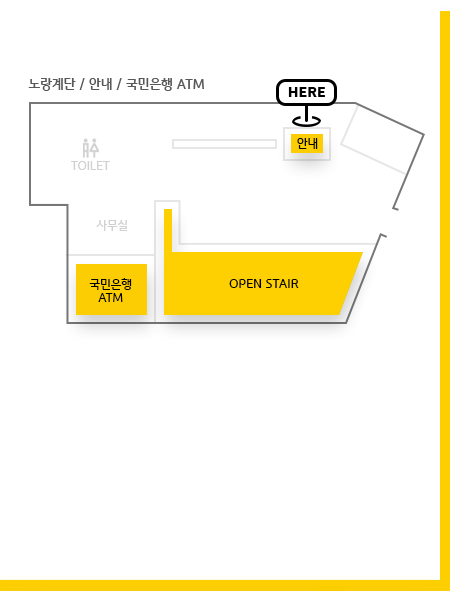 노랑계단 / 안내 / 국민은행 ATM
HERE
안내
TOILET
사무실
국민은행
ATM
OPEN STAIR